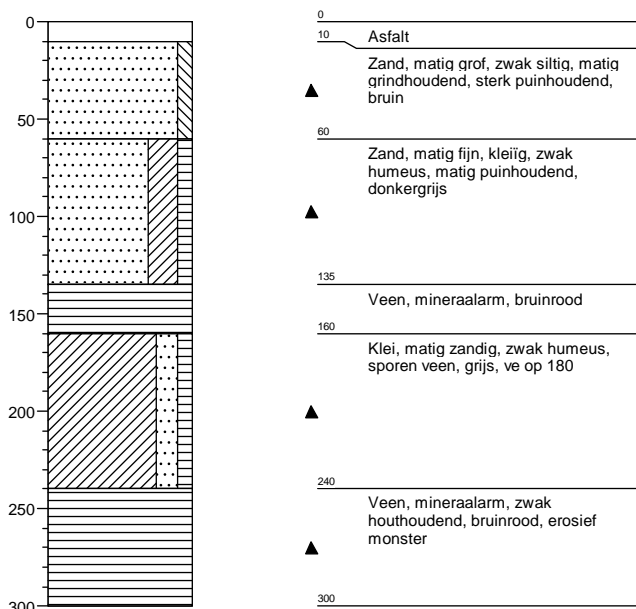 0
50
100
150
200
250
300
0
10
Asfalt
Zand, matig grof, zwak siltig, matig
grindhoudend, sterk puinhoudend,
bruin
60
Zand, matig fijn, kleiïg, zwak
humeus, matig puinhoudend,
donkergrijs
135
Veen, mineraalarm, bruinrood
160
Klei, matig zandig, zwak humeus,
sporen veen, grijs, ve op 180
240
Veen, mineraalarm, zwak
houthoudend, bruinrood, erosief
monster
300